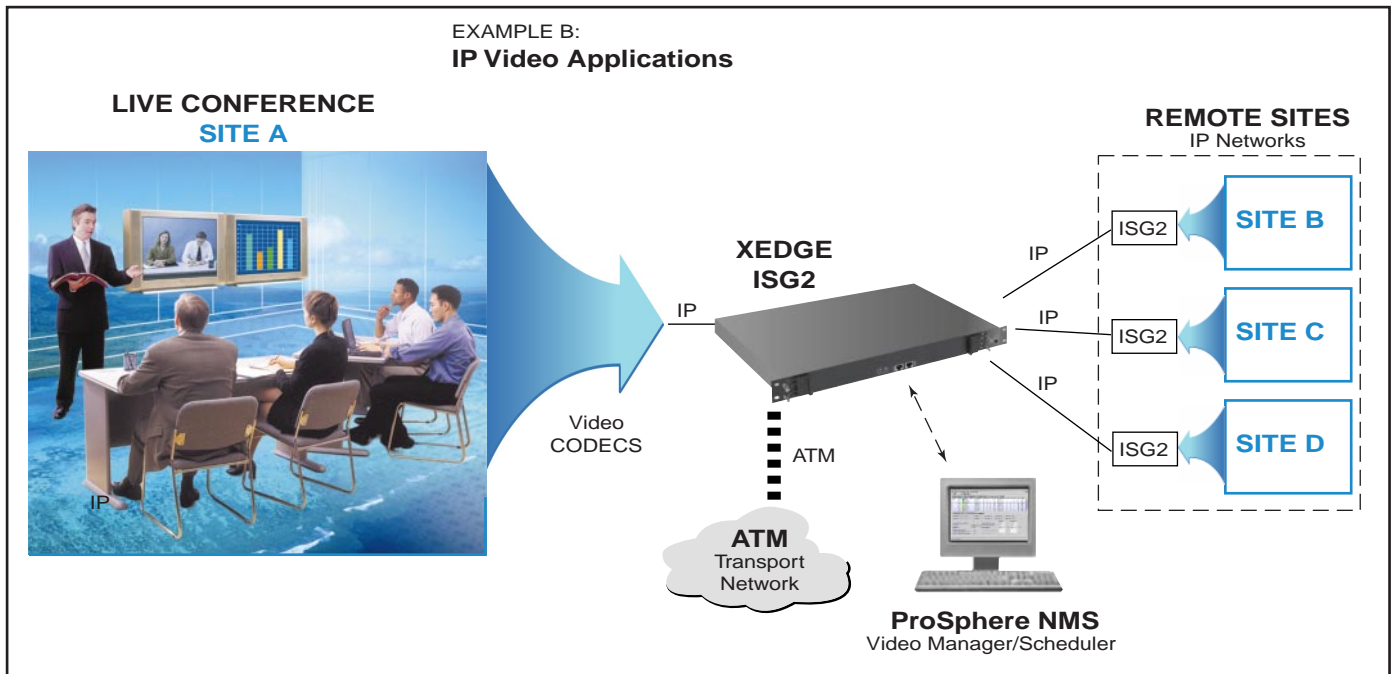 EXAMPLE B:
IP Video Applications
LIVE CONFERENCE
SITE A
IP
Video
CODECS
IP
XEDGE
ISG2
ATM
ATM
Transport
Network
ProSphere NMS
Video Manager/Scheduler
REMOTE SITES
IP Networks
IP
ISG2
SITE B
IP
ISG2
SITE C
IP
ISG2
SITE D